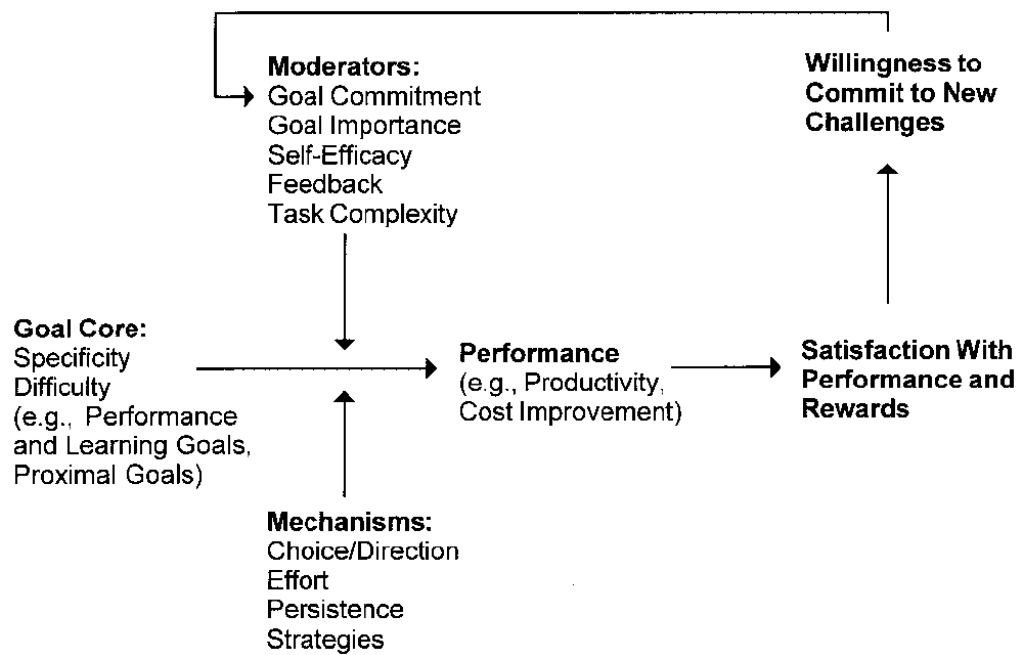 Moderators:
Goal Commitment
Goal Importance
Self-Efficacy
Feedback
Task Complexity
Willingness to
Commit to New
Challenges
Goal Core:
Specificity
Difficulty
(e.g., Performance
and Learning Goals,
Proximal Goals)
Performance
(e.g., Productivity,
Cost Improvement)
Satisfaction With
Performance and
Rewards
Mechanisms:
Choice/Direction
Effort
Persistence
Strategies